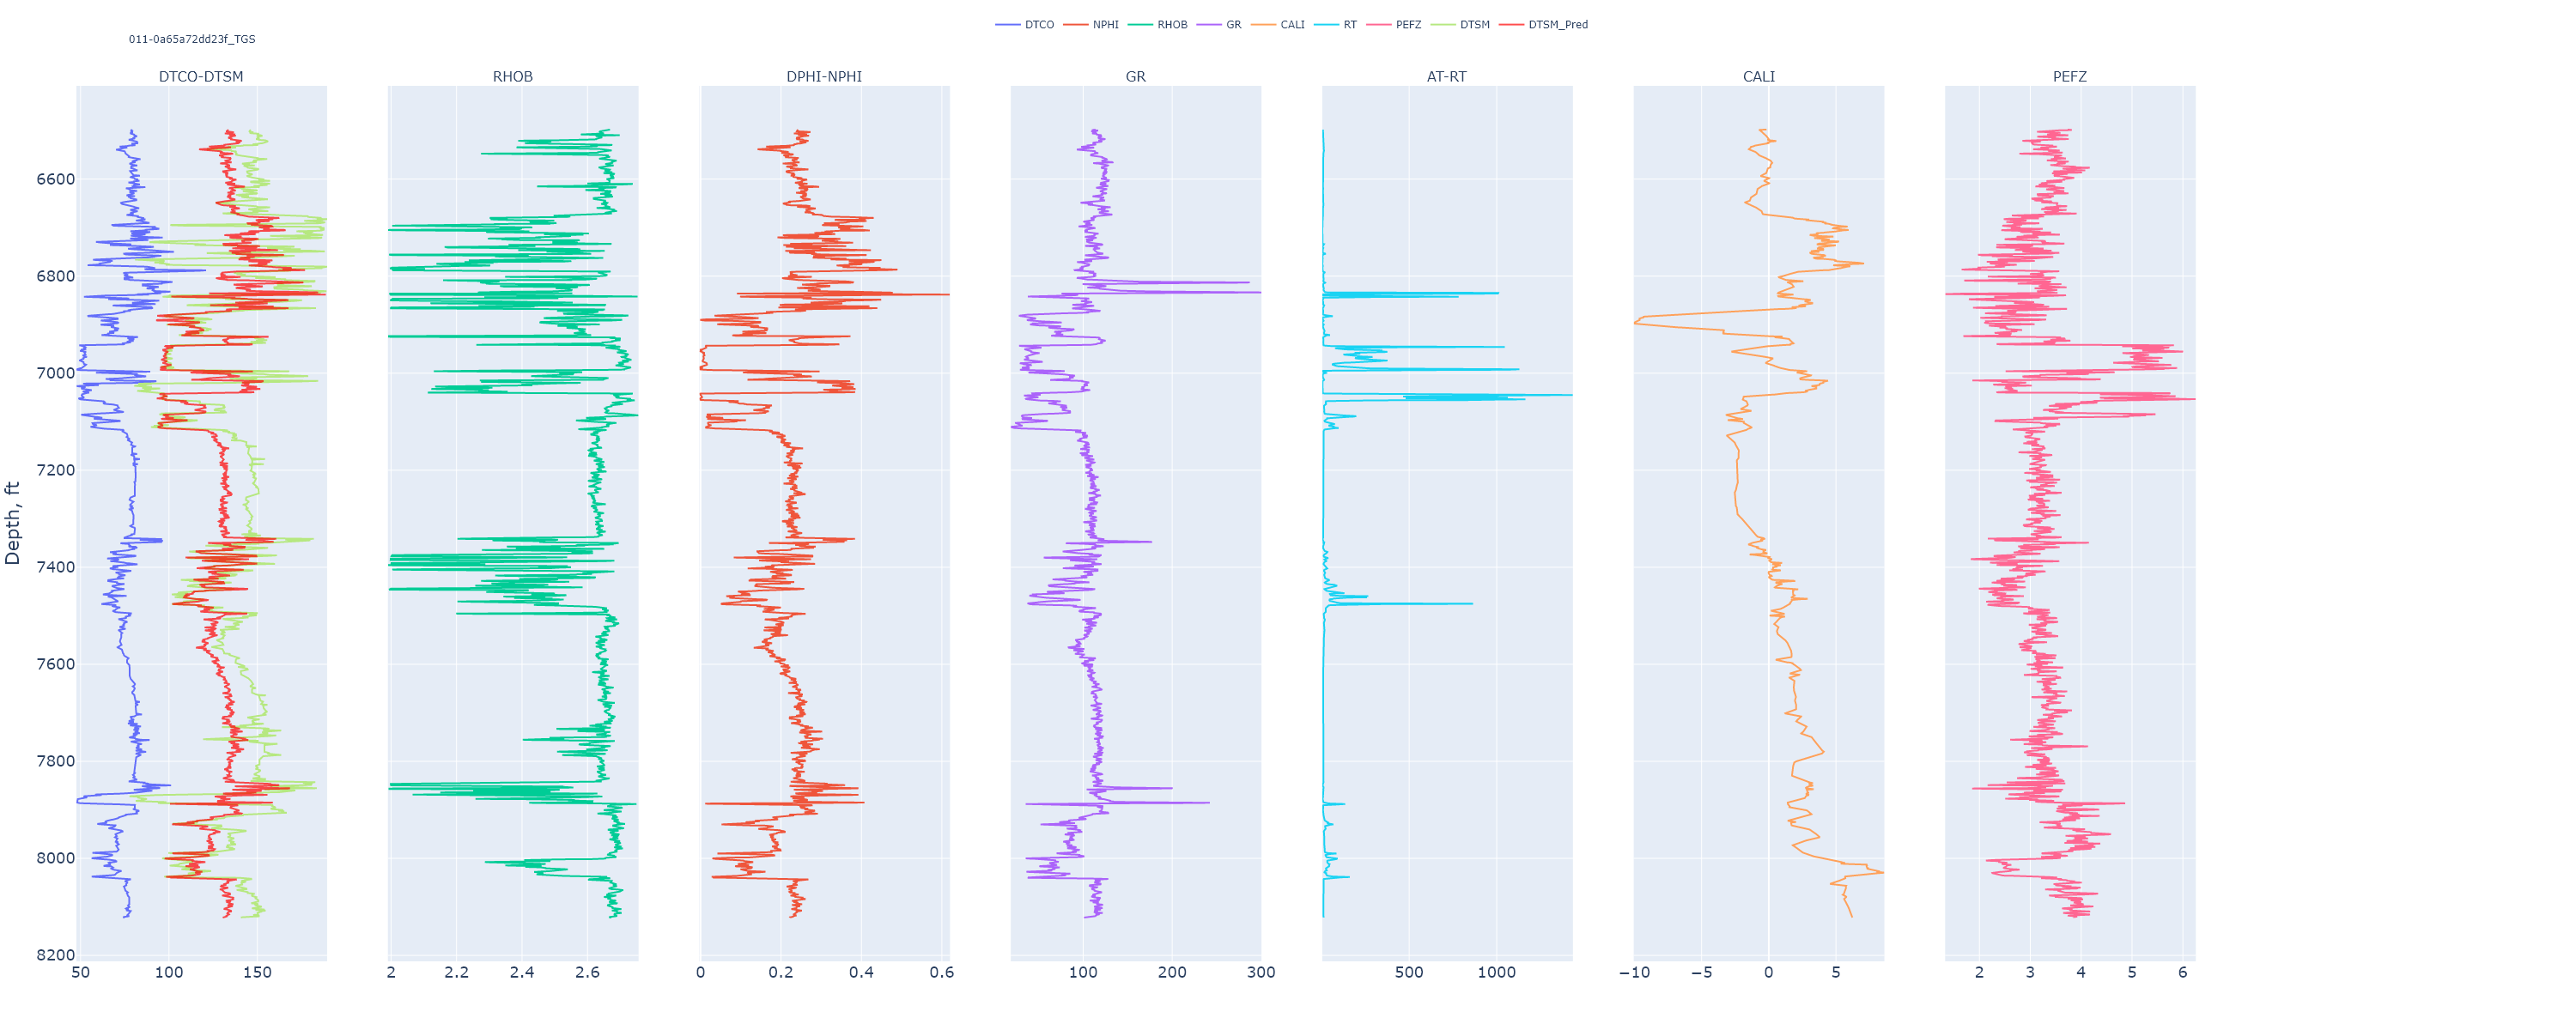 DTCO NPHI RHOB GR CALI RT PEFZ DTSM DTSM_Pred
011-0a65a72dd23f_TGS
DTCO-DTSM RHOB DPHI-NPHI GR AT-RT CALI PEFZ
Depth, ft
6600
6800
7000
7200
7400
7600
7800
8000
8200
50 100 150 2 2.2 2.4 2.6 0 0.2 0.4 0.6 100 200 300 500 1000 −10 −5 0 5 2 3 4 5 6